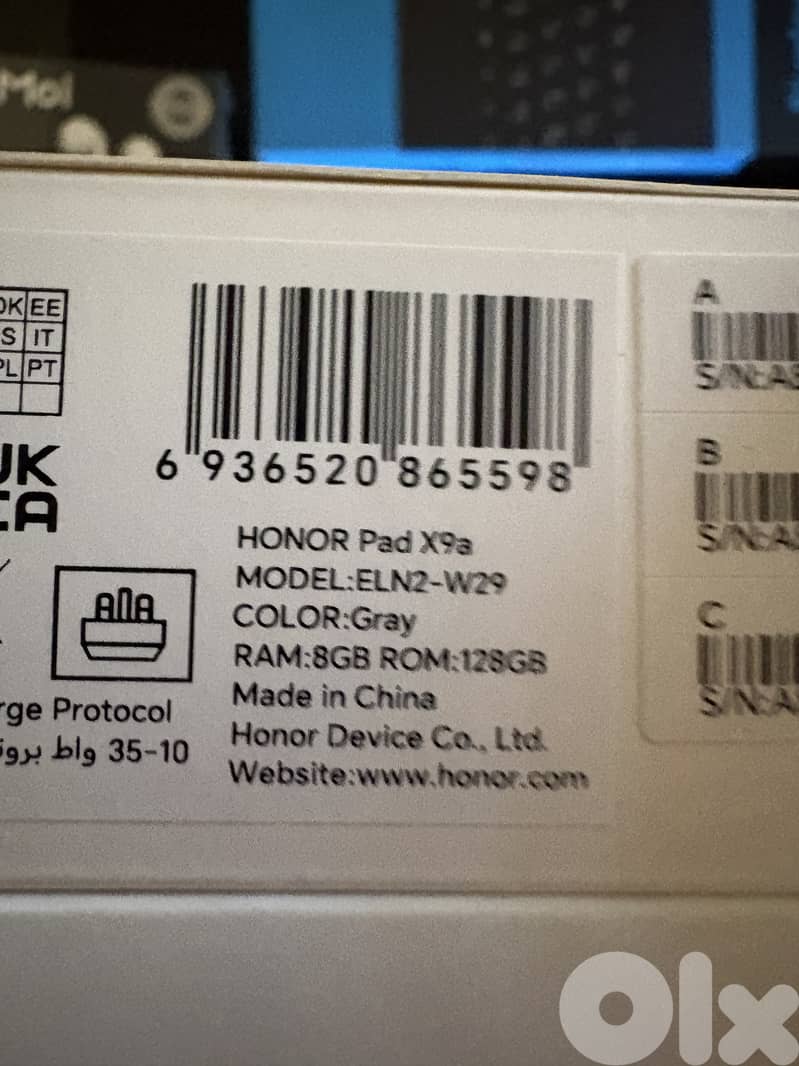 Mol
DK EE
S IT
PL PT
UK
CA
6 936520 865598
HONOR Pad X9a
MODEL:ELN2-W29
COLOR:Gray
RAM:8GB ROM:128GB
Made in China
Honor Device Co., Ltd.
Website:www.honor.com
rge Protocol
35-10 واط برو
A
S/N:A
B
S/N:A
C
S/N:A
Olx